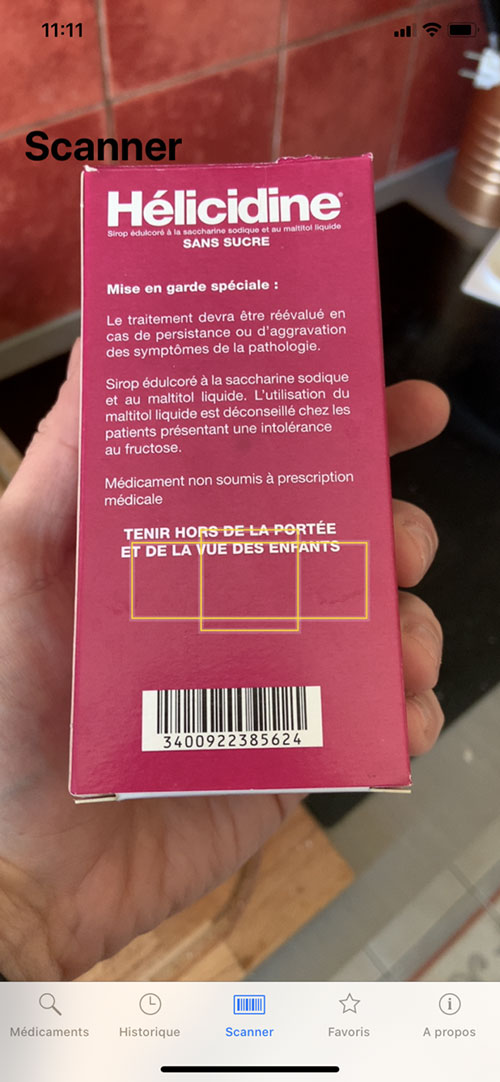 11:11
Scanner
Hélicidine®
Sirop édulcoré à la saccharine sodique et au maltitol liquide
SANS SUCRE
Mise en garde spéciale :
Le traitement devra être réévalué en
cas de persistance ou d'aggravation
des symptômes de la pathologie.
Sirop édulcoré à la saccharine sodique
et au maltitol liquide. L'utilisation du
maltitol liquide est déconseillé chez les
patients présentant une intolérance
au fructose.
Médicament non soumis à prescription
médicale
TENIR HORS DE LA PORTÉE
ET DE LA VUE DES ENFANTS
3400922385624
Médicaments Historique Scanner Favoris A propos